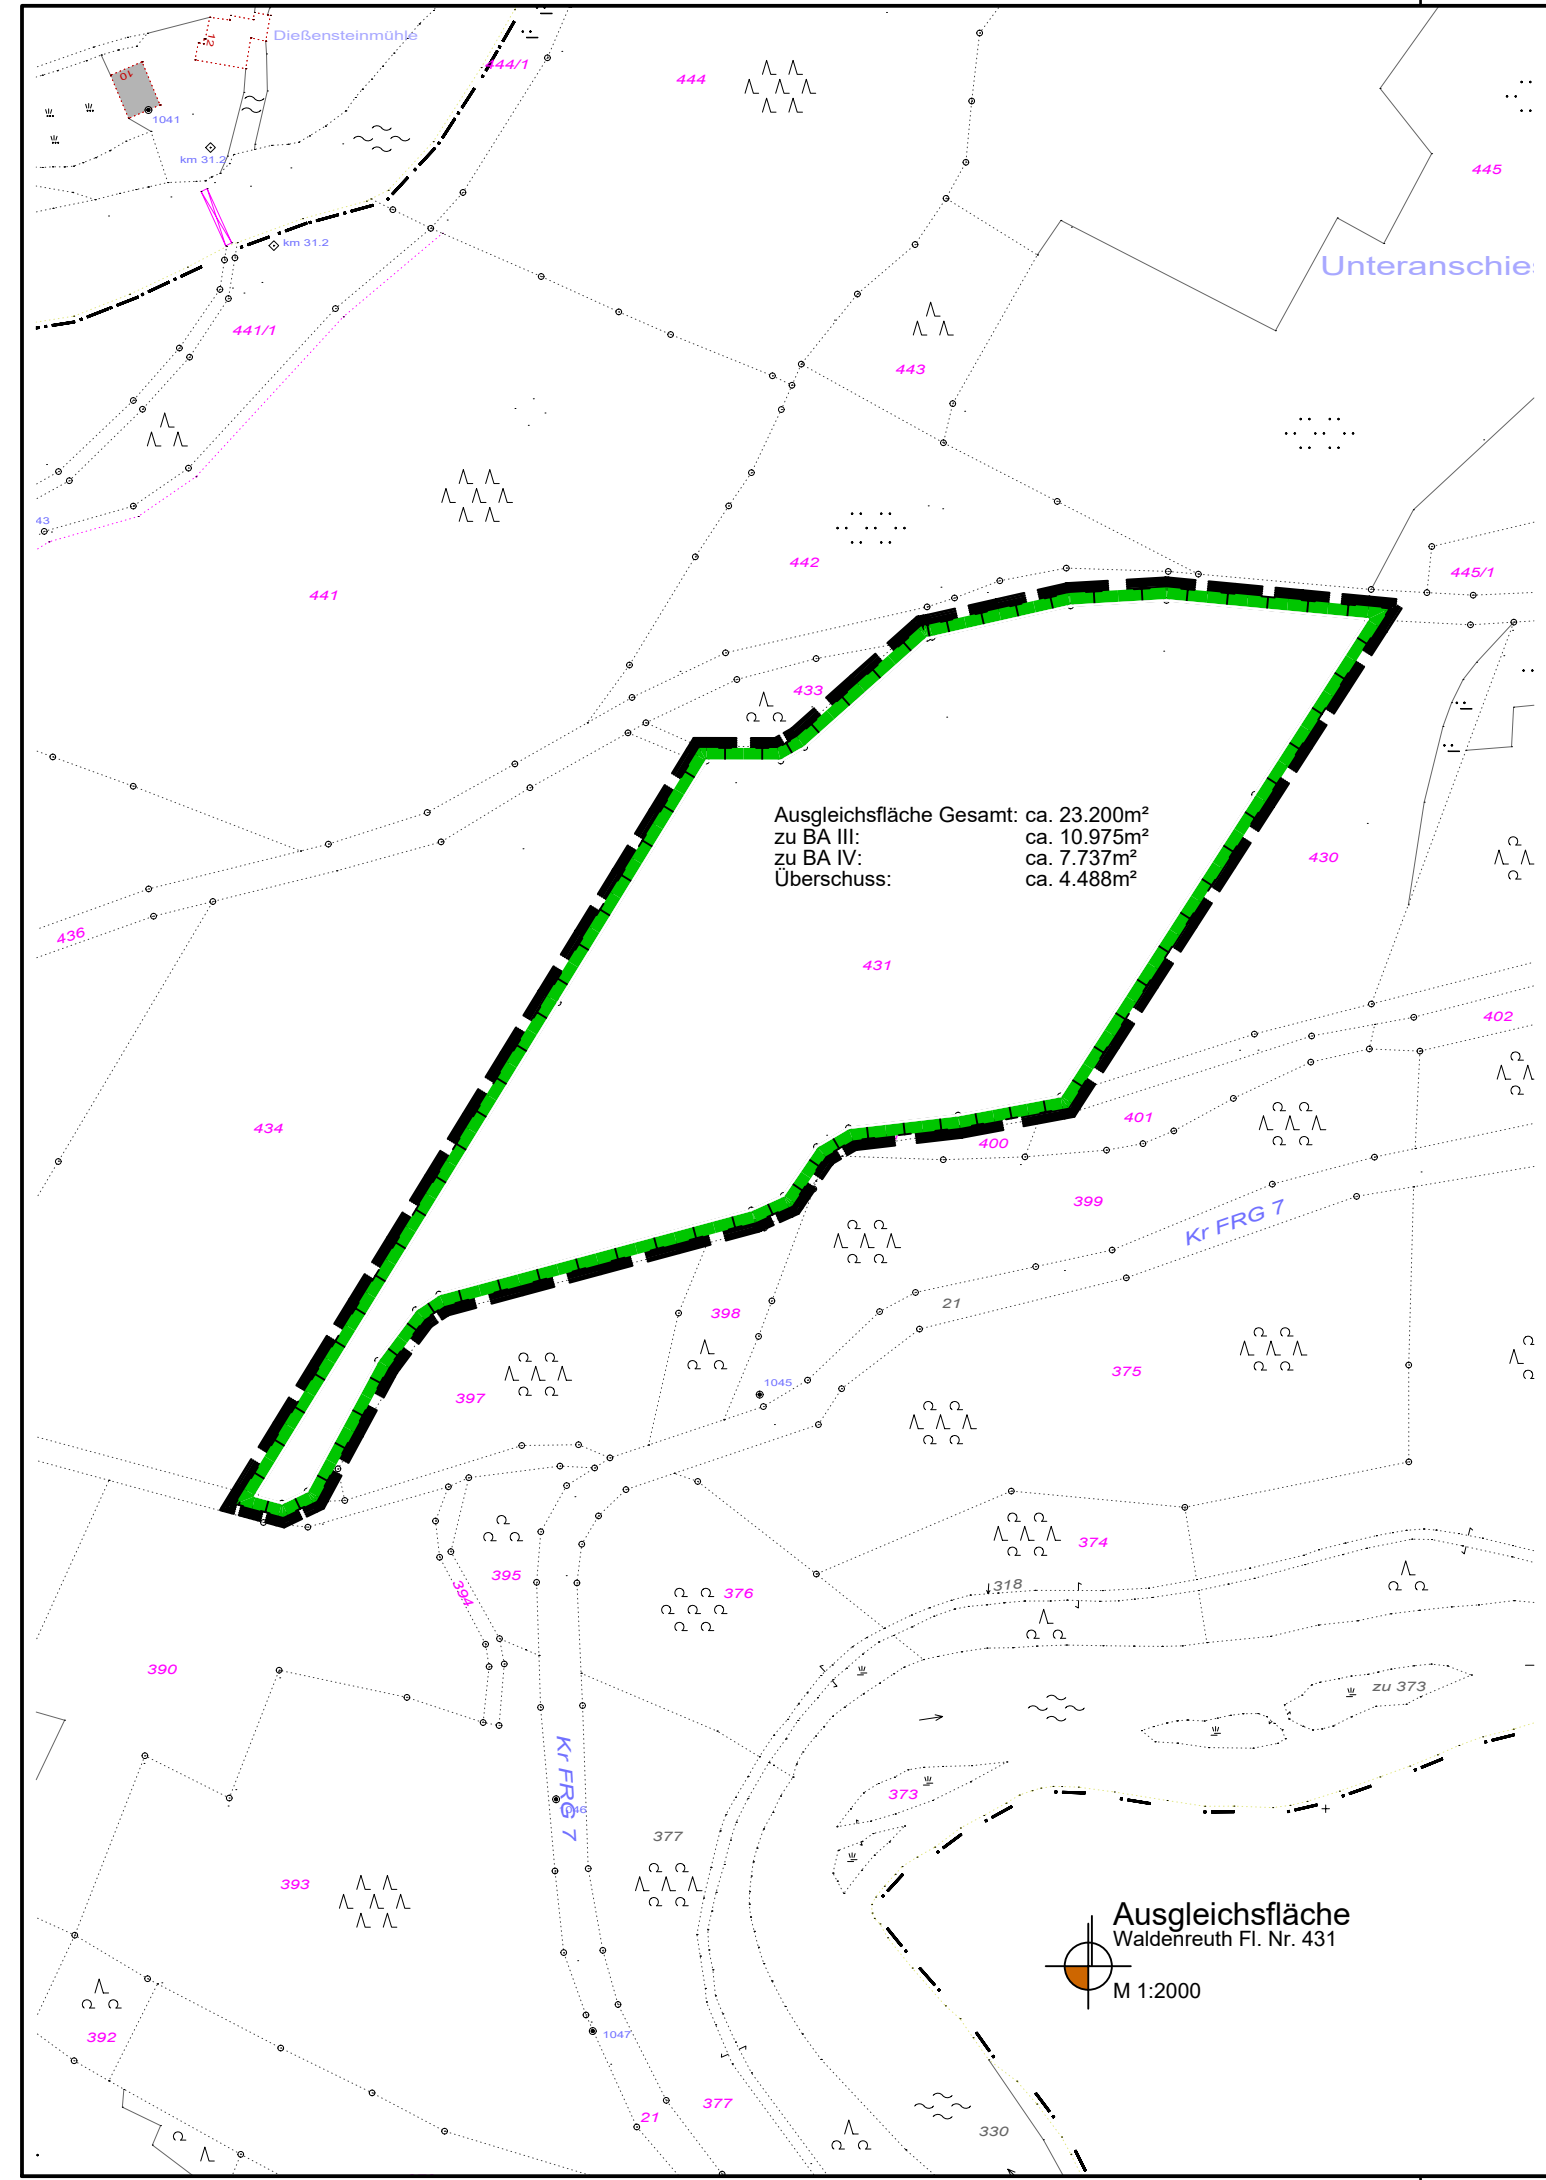 Dießensteinmühle
12
10
1041
km 31.2
km 31.2
444/1
444
445
Unteranschie
441/1
443
43
442
445/1
441
433
Ausgleichsfläche Gesamt: ca. 23.200m²
zu BA III: ca. 10.975m²
zu BA IV: ca. 7.737m²
Überschuss: ca. 4.488m²
430
436
431
402
434
401
400
399
Kr FRG 7
21
398
375
397
1045
374
395
394
376
318
390
zu 373
Kr FRG 7
373
377
393
Ausgleichsfläche
Waldenreuth Fl. Nr. 431
M 1:2000
392
1047
377
21
330